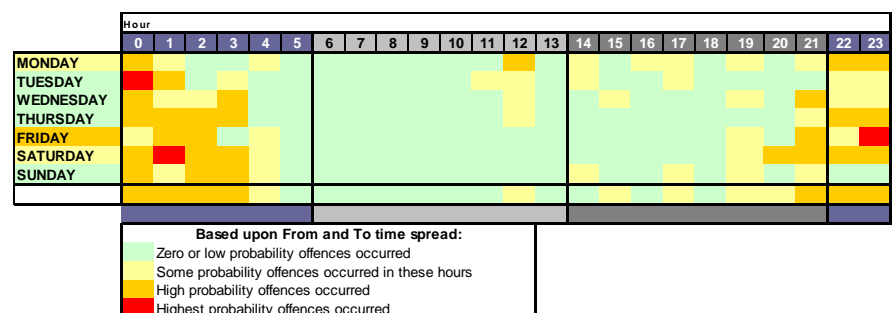 Hour
0 1 2 3 4 5 6 7 8 9 10 11 12 13 14 15 16 17 18 19 20 21 22 23
MONDAY
TUESDAY
WEDNESDAY
THURSDAY
FRIDAY
SATURDAY
SUNDAY
Based upon From and To time spread:
Zero or low probability offences occurred
Some probability offences occurred in these hours
High probability offences occurred
Highest probability offences occurred